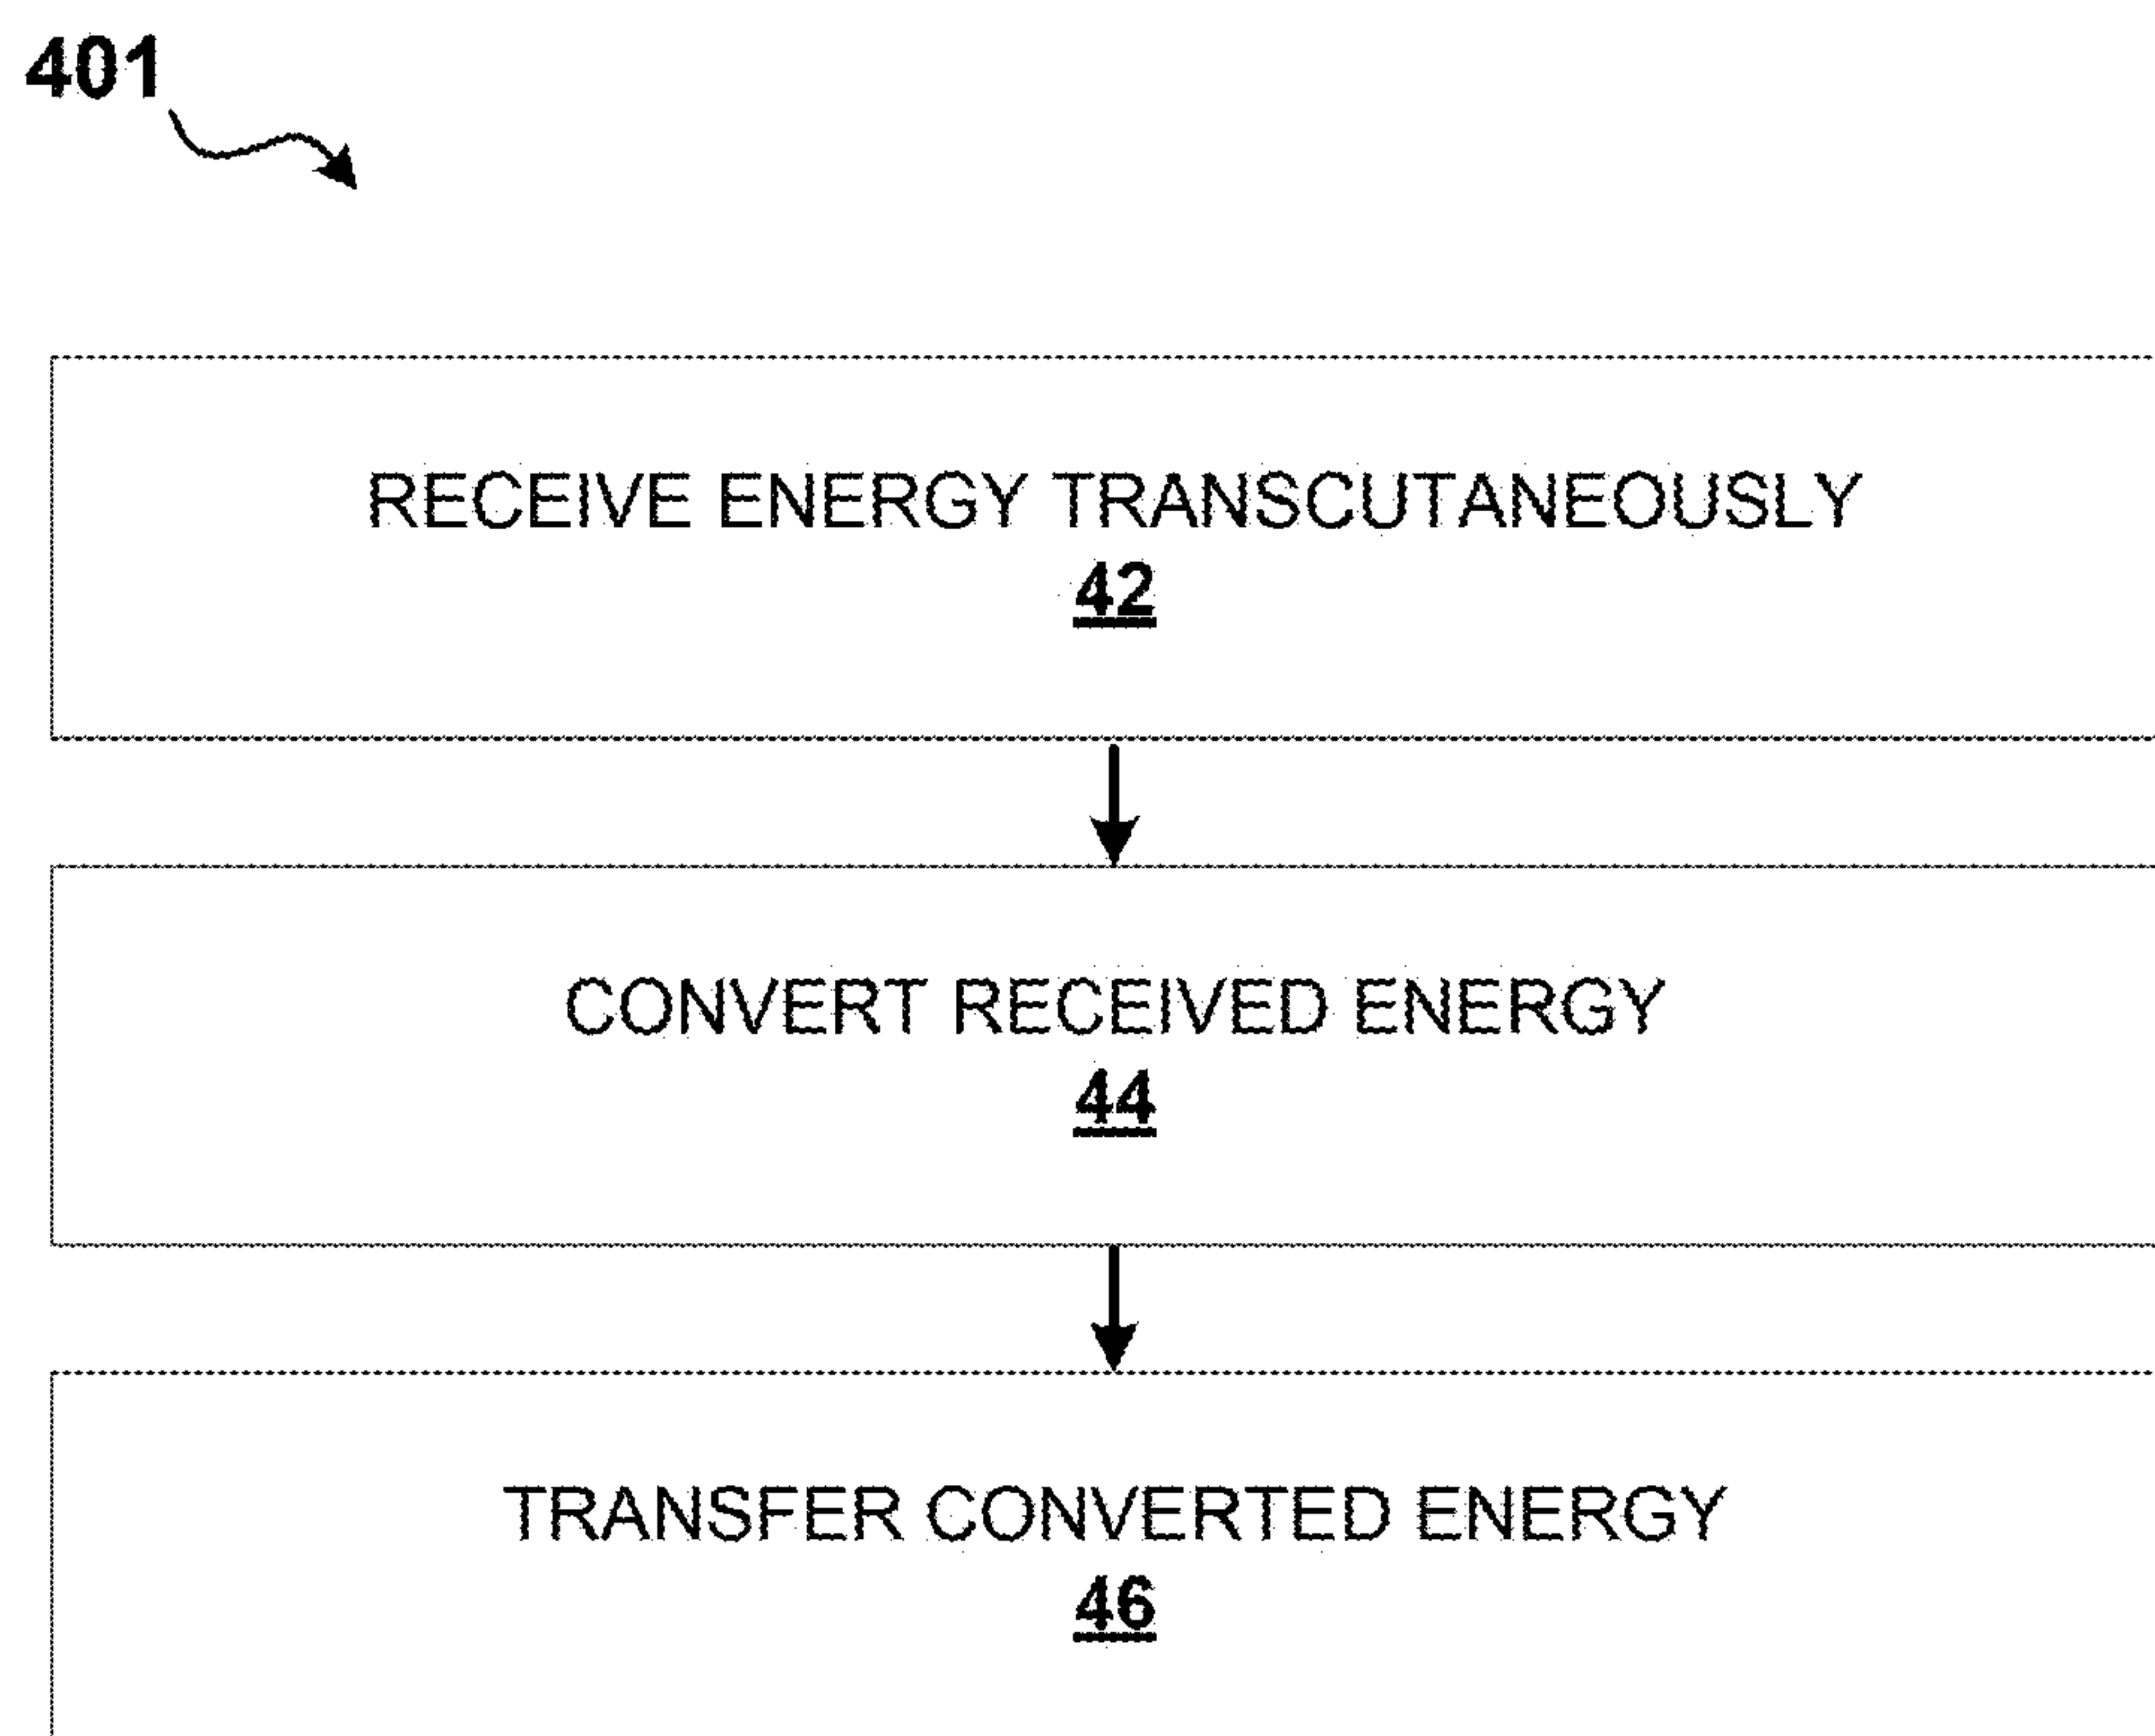 401
RECEIVE ENERGY TRANSCUTANEOUSLY
42
CONVERT RECEIVED ENERGY
44
TRANSFER CONVERTED ENERGY
46